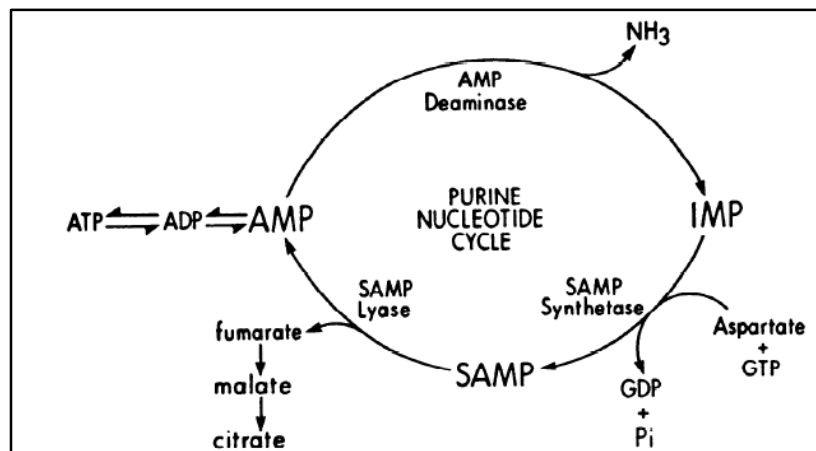 NH3
AMP
Deaminase
ATP ADP AMP
PURINE
NUCLEOTIDE
CYCLE
IMP
SAMP
Lyase
SAMP
Synthetase
fumarate
malate
citrate
SAMP
Aspartate
+
GTP
GDP
+
Pi